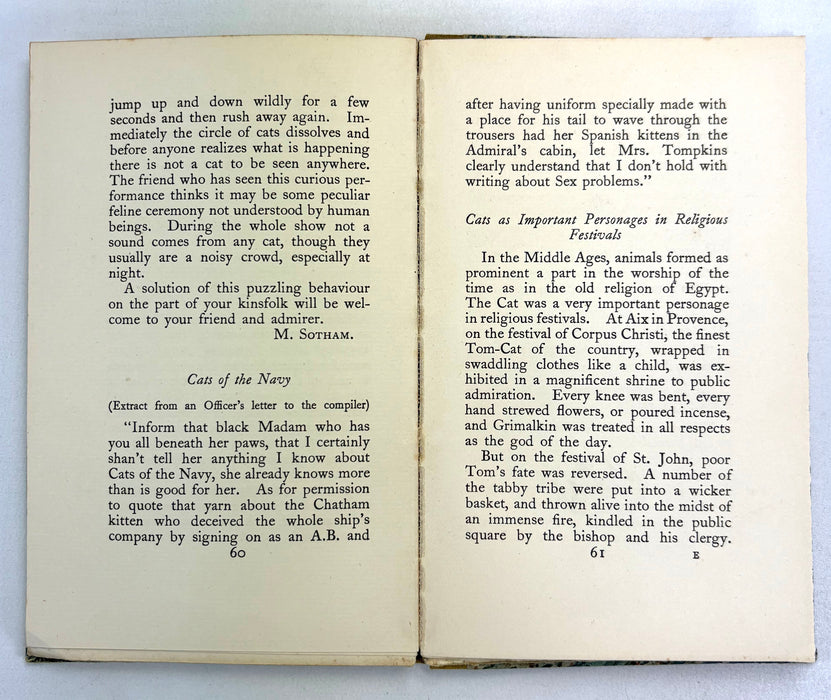 jump up and down wildly for a few
seconds and then rush away again. Im-
mediately the circle of cats dissolves and
before anyone realizes what is happening
there is not a cat to be seen anywhere.
The friend who has seen this curious per-
formance thinks it may be some peculiar
feline ceremony not understood by human
beings. During the whole show not a
sound comes from any cat, though they
usually are a noisy crowd, especially at
night.
A solution of this puzzling behaviour
on the part of your kinsfolk will be wel-
come to your friend and admirer.
M. SOTHAM.
Cats of the Navy
(Extract from an Officer's letter to the compiler)
"Inform that black Madam who has
you all beneath her paws, that I certainly
shan't tell her anything I know about
Cats of the Navy, she already knows more
than is good for her. As for permission
to quote that yarn about the Chatham
kitten who deceived the whole ship's
company by signing on as an A.B. and
60
after having uniform specially made with
a place for his tail to wave through the
trousers had her Spanish kittens in the
Admiral's cabin, let Mrs. Tompkins
clearly understand that I don't hold with
writing about Sex problems."
Cats as Important Personages in Religious
Festivals
In the Middle Ages, animals formed as
prominent a part in the worship of the
time as in the old religion of Egypt.
The Cat was a very important personage
in religious festivals. At Aix in Provence,
on the festival of Corpus Christi, the finest
Tom-Cat of the country, wrapped in
swaddling clothes like a child, was ex-
hibited in a magnificent shrine to public
admiration. Every knee was bent, every
hand strewed flowers, or poured incense,
and Grimalkin was treated in all respects
as the god of the day.
But on the festival of St. John, poor
Tom's fate was reversed. A number of
the tabby tribe were put into a wicker
basket, and thrown alive into the midst of
an immense fire, kindled in the public
square by the bishop and his clergy.
61 E